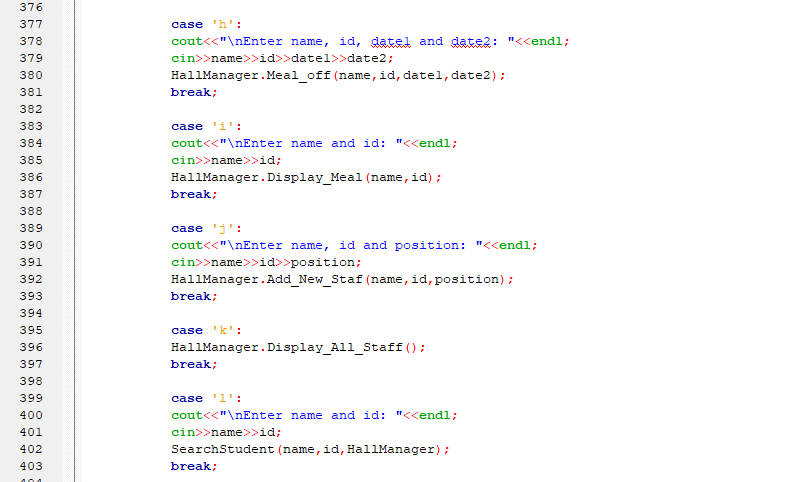 376
377 case 'h':
378 cout<<"\nEnter name, id, date1 and date2: "<<endl;
379 cin>>name>>id>>date1>>date2;
380 HallManager.Meal_off(name,id,date1,date2);
381 break;
382
383 case 'i':
384 cout<<"\nEnter name and id: "<<endl;
385 cin>>name>>id;
386 HallManager.Display_Meal(name,id);
387 break;
388
389 case 'j':
390 cout<<"\nEnter name, id and position: "<<endl;
391 cin>>name>>id>>position;
392 HallManager.Add_New_Staf(name,id,position);
393 break;
394
395 case 'k':
396 HallManager.Display_All_Staff();
397 break;
398
399 case 'l':
400 cout<<"\nEnter name and id: "<<endl;
401 cin>>name>>id;
402 SearchStudent(name,id,HallManager);
403 break;